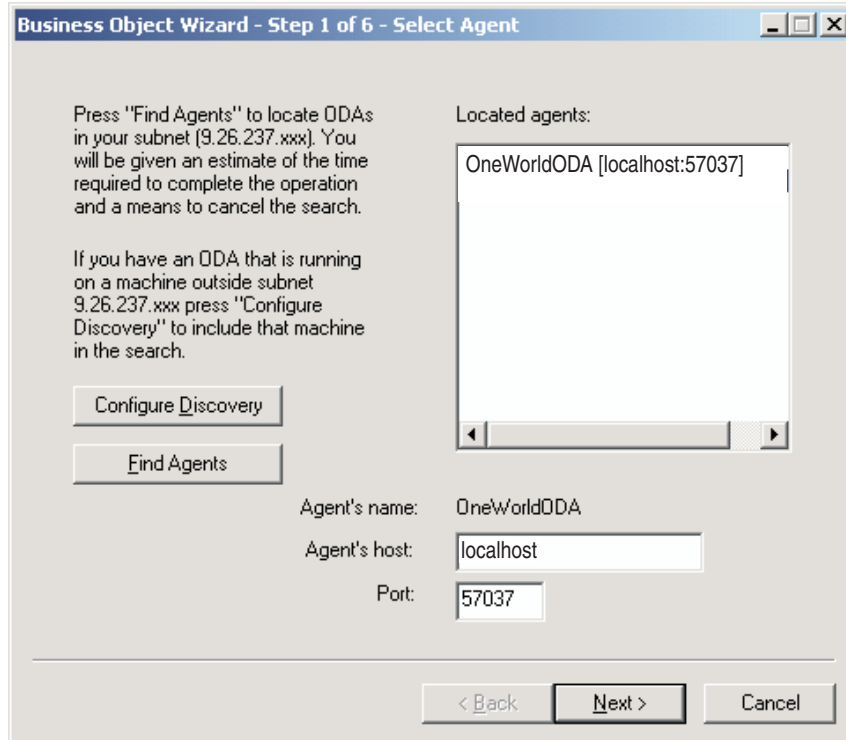 Business Object Wizard - Step 1 of 6 - Select Agent
Press "Find Agents" to locate ODAs
in your subnet (9.26.237.xxx). You
will be given an estimate of the time
required to complete the operation
and a means to cancel the search.
If you have an ODA that is running
on a machine outside subnet
9.26.237.xxx press "Configure
Discovery" to include that machine
in the search.
Configure Discovery
Find Agents
Located agents:
OneWorldODA [localhost:57037]
Agent's name: OneWorldODA
Agent's host: localhost
Port: 57037
< Back
Next >
Cancel